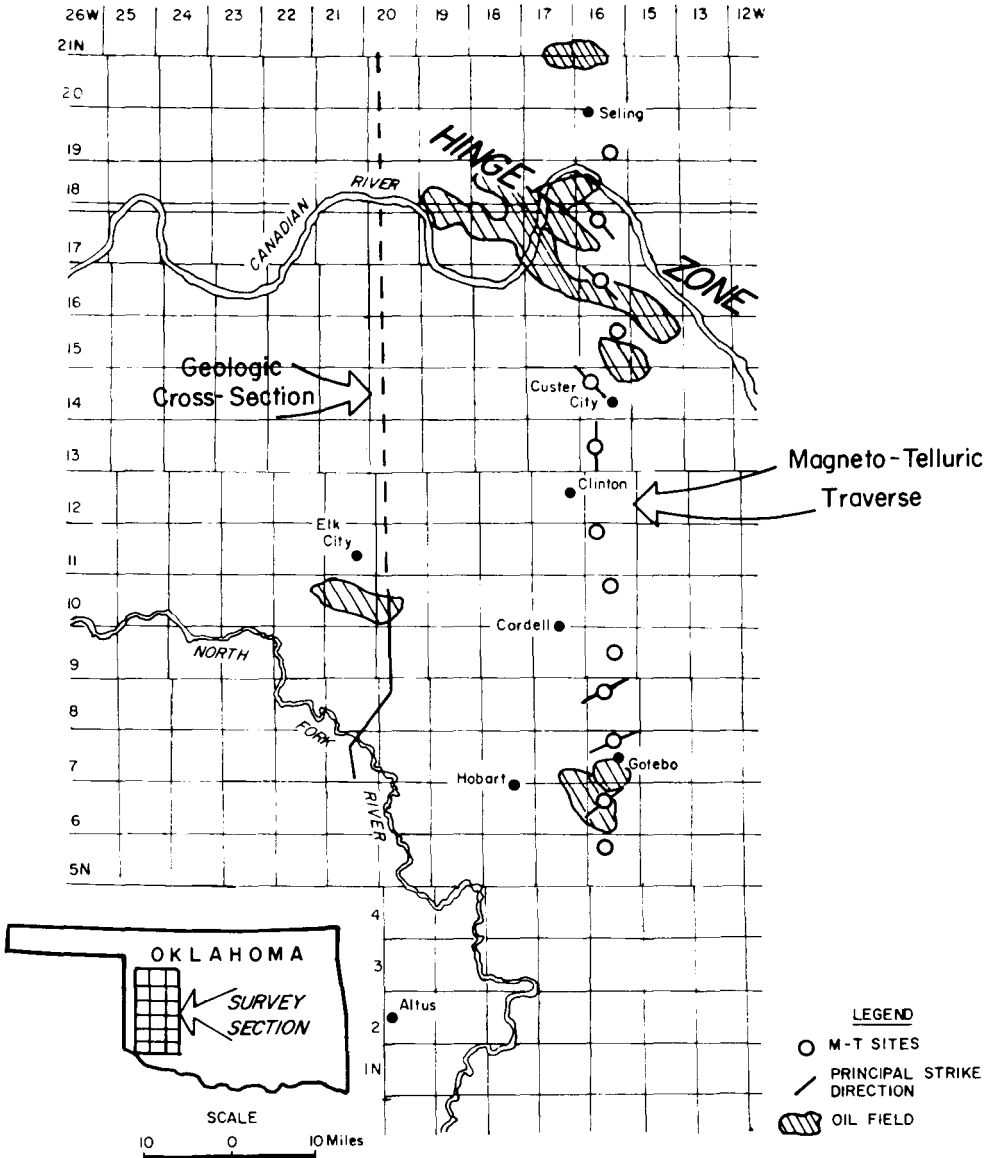 26W 25 24 23 22 21 20 19 18 17 16 15 14 13 12W
21N
20
Seling
19
HINGE
RIVER
18
CANADIAN
17
ZONE
16
15
Geologic
Cross-Section
Custer
City
14
13
Magneto-Telluric
Traverse
Clinton
12
Elk
City
11
10
Cordell
NORTH
9
8
FORK
Gotebo
7
Hobart
RIVER
6
5N
4
OKLAHOMA
3
SURVEY
SECTION
Altus
2
1N
LEGEND
M-T SITES
PRINCIPAL STRIKE
DIRECTION
OIL FIELD
SCALE
10 0 10 Miles